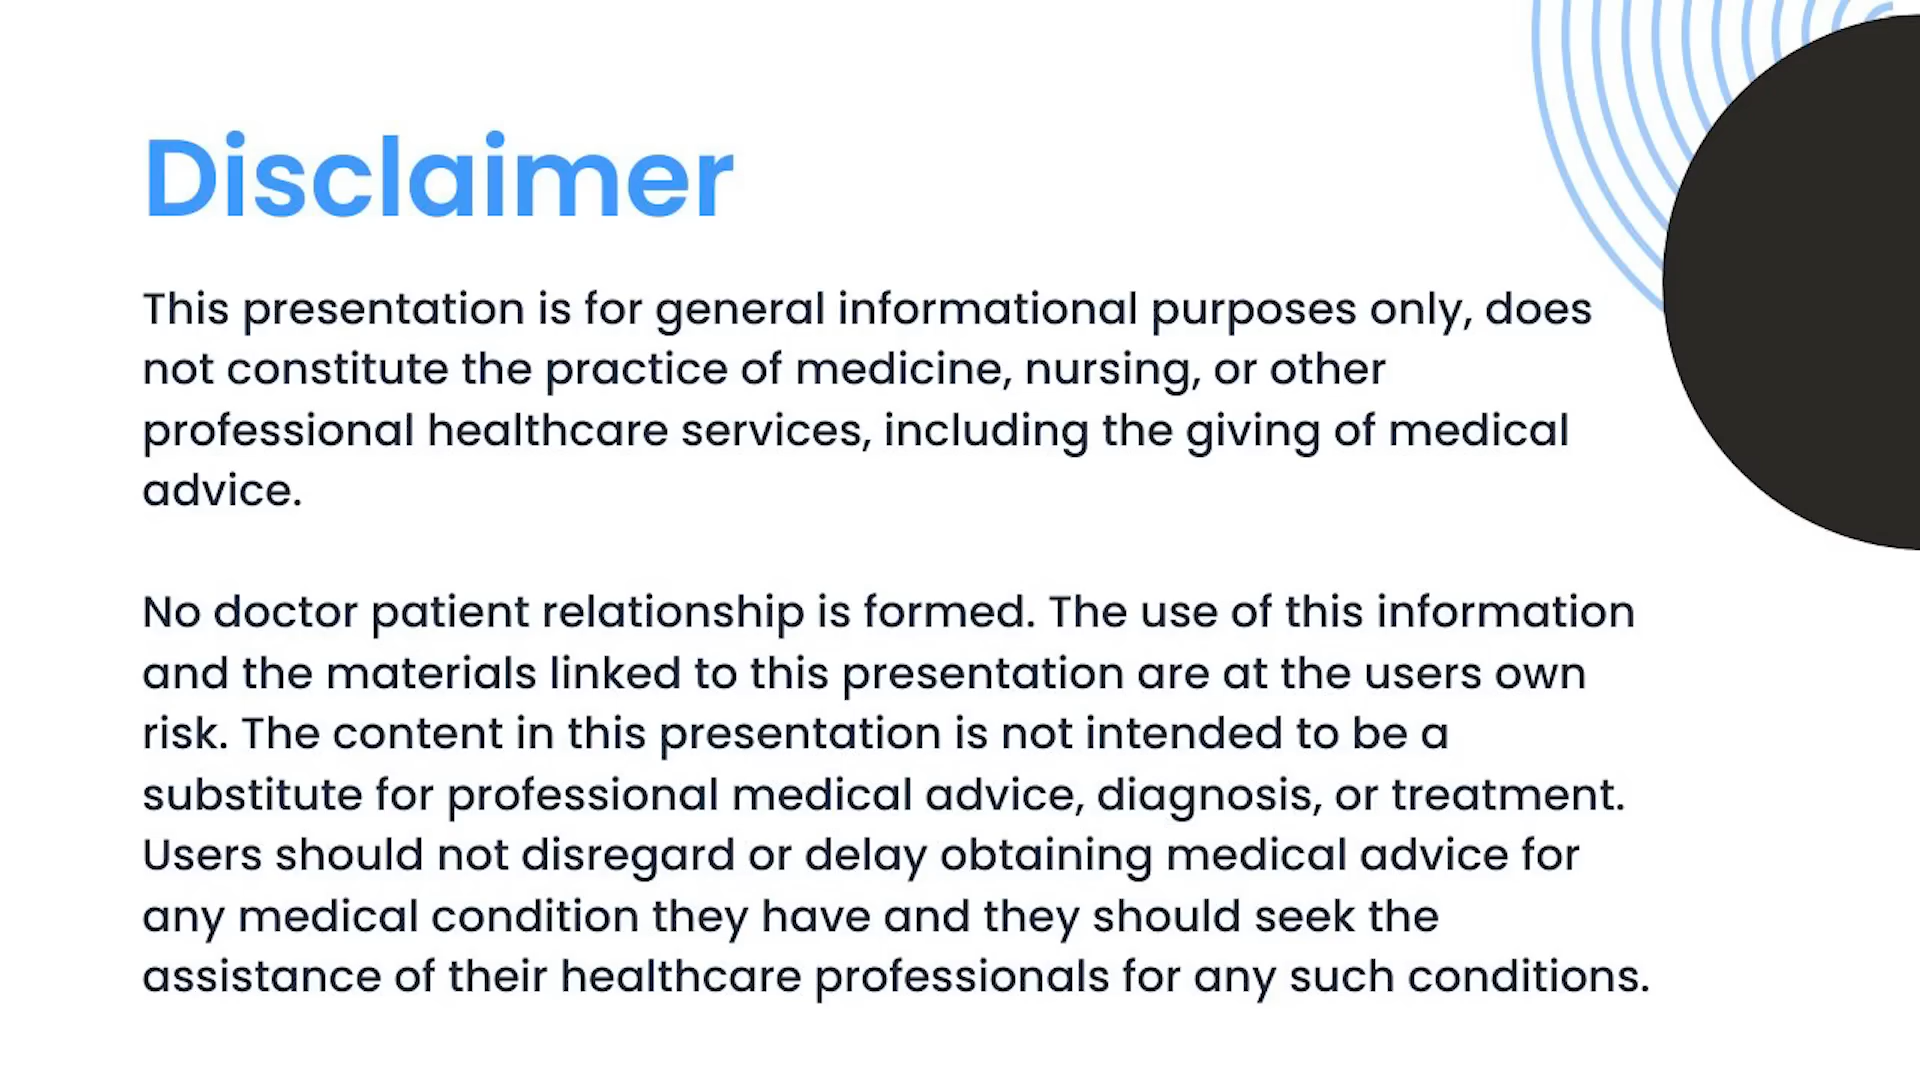 Disclaimer
This presentation is for general informational purposes only, does
not constitute the practice of medicine, nursing, or other
professional healthcare services, including the giving of medical
advice.
No doctor patient relationship is formed. The use of this information
and the materials linked to this presentation are at the users own
risk. The content in this presentation is not intended to be a
substitute for professional medical advice, diagnosis, or treatment.
Users should not disregard or delay obtaining medical advice for
any medical condition they have and they should seek the
assistance of their healthcare professionals for any such conditions.